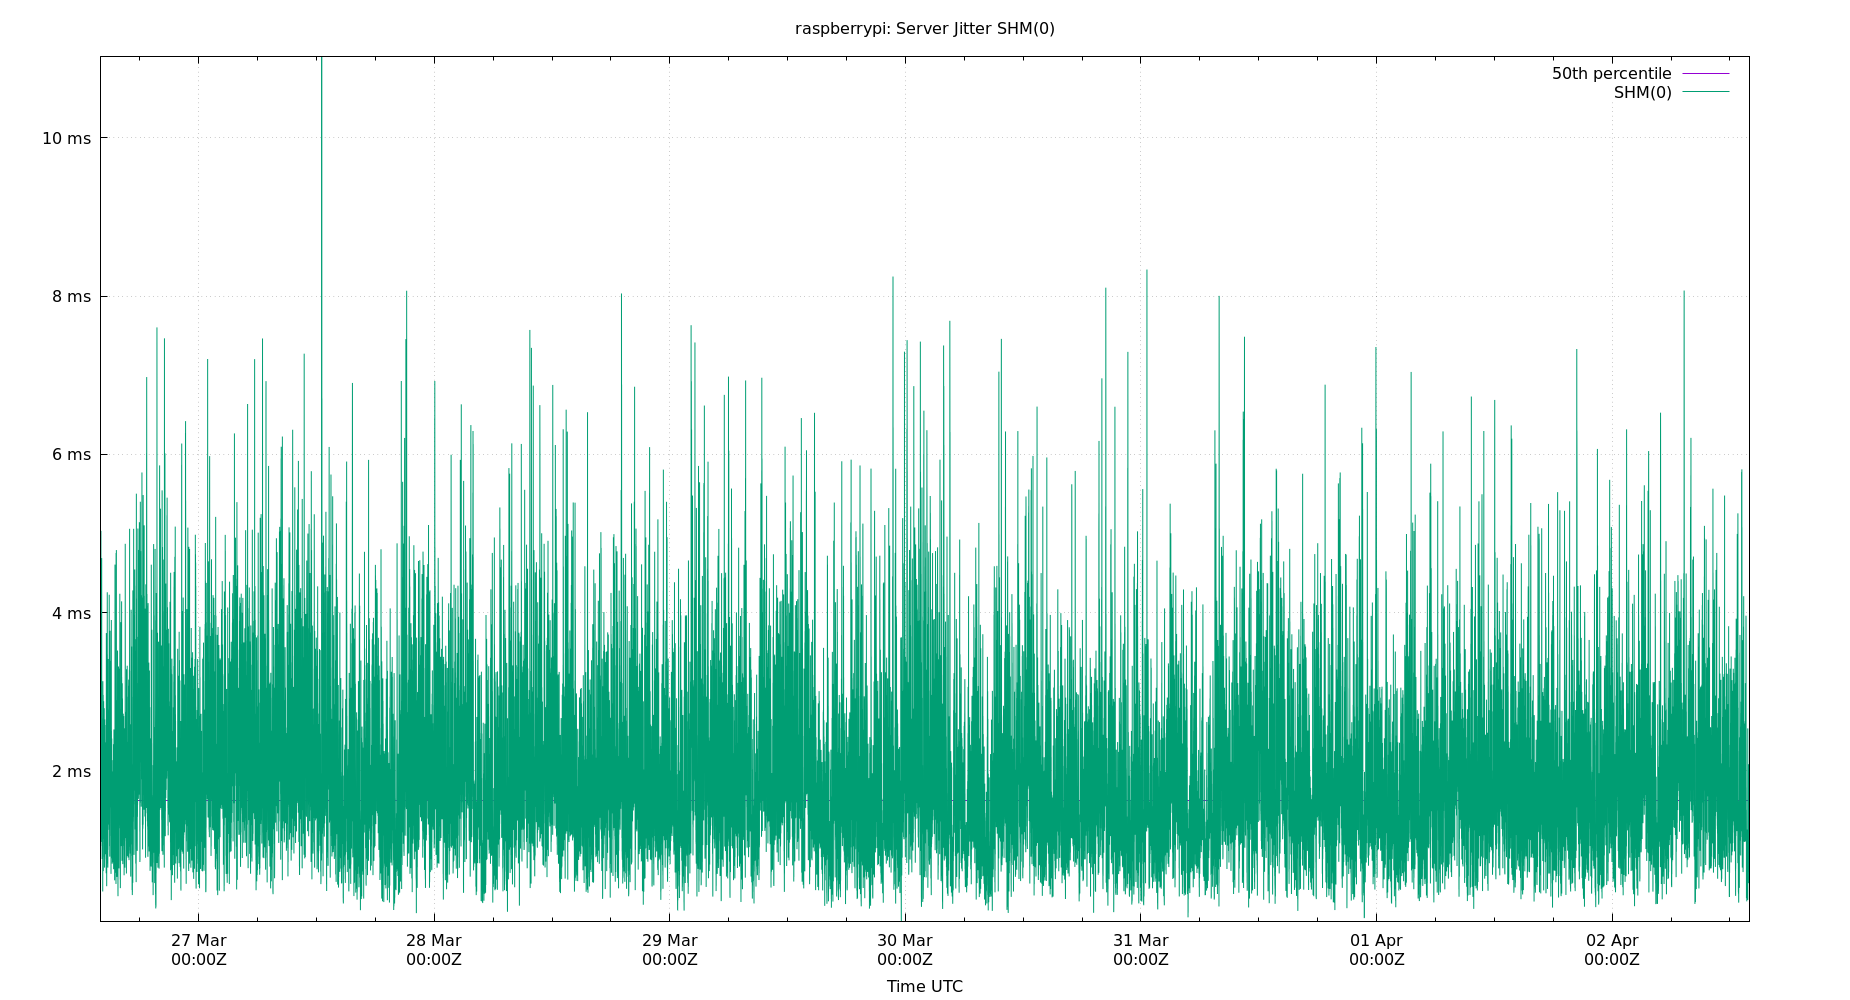 raspberrypi: Server Jitter SHM(0)
50th percentile
SHM(0)
10 ms
8 ms
6 ms
4 ms
2 ms
27 Mar 28 Mar 29 Mar 30 Mar 31 Mar 01 Apr 02 Apr
00:00Z 00:00Z 00:00Z 00:00Z 00:00Z 00:00Z 00:00Z
Time UTC